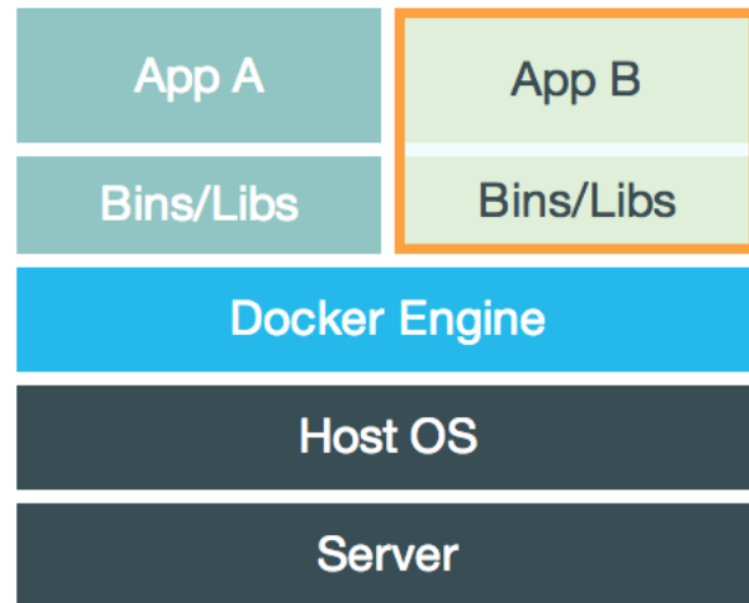 App A
App B
Bins/Libs
Bins/Libs
Docker Engine
Host OS
Server